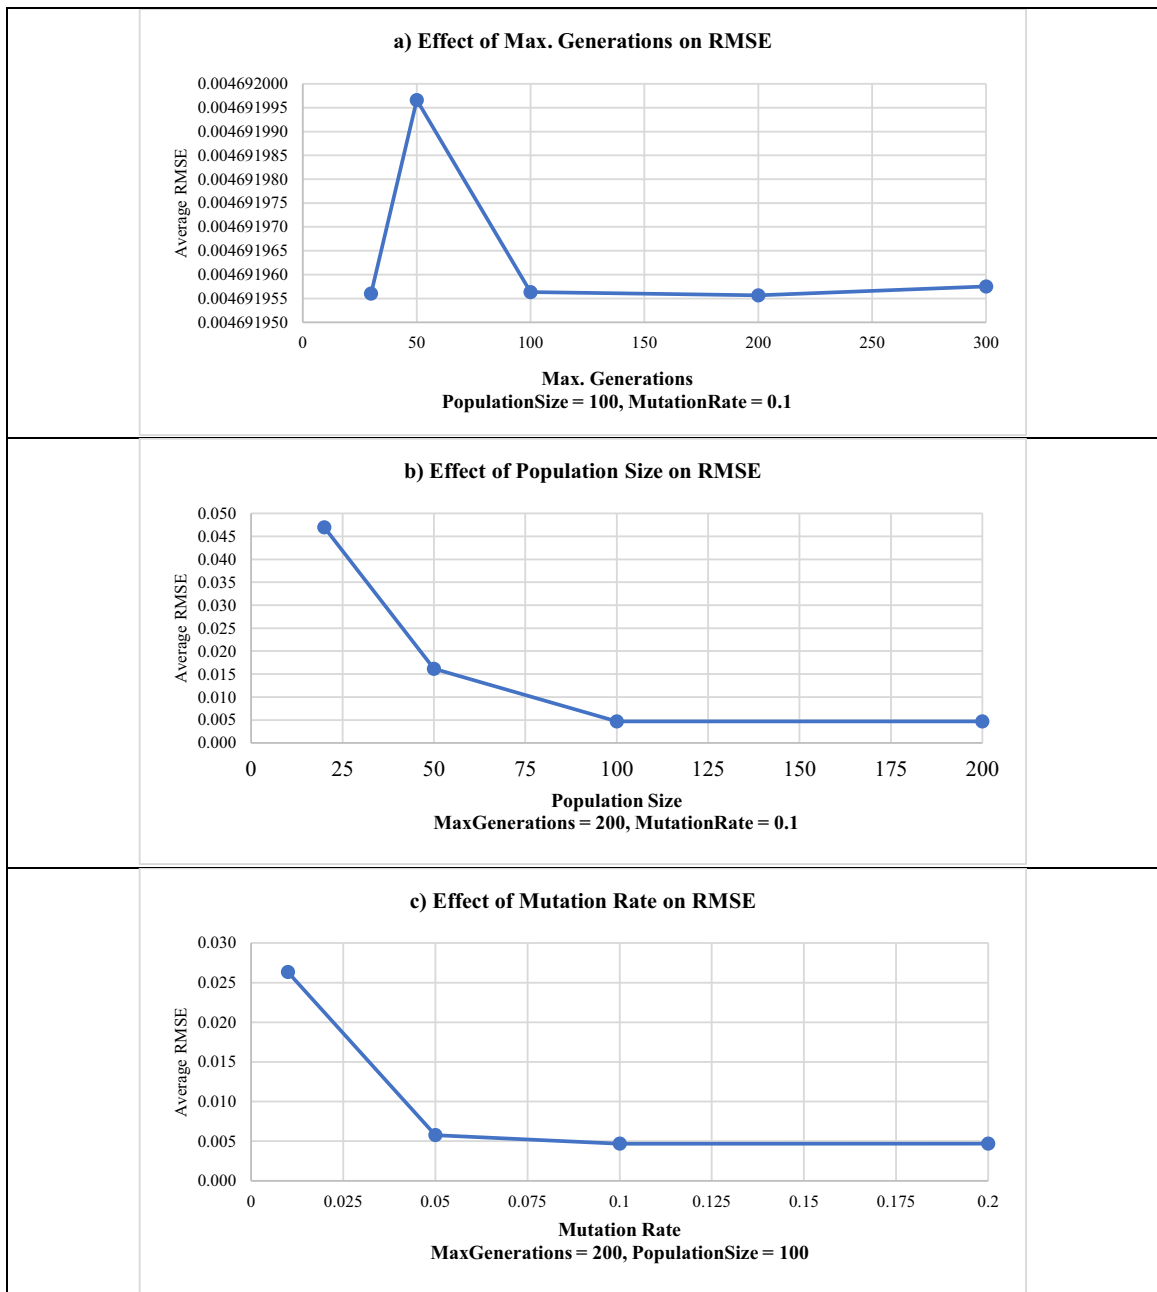 a) Effect of Max. Generations on RMSE
0.004692000
0.004691995
0.004691990
0.004691985
0.004691980
0.004691975
0.004691970
0.004691965
0.004691960
0.004691955
0.004691950
Average RMSE
0 50 100 150 200 250 300
Max. Generations
PopulationSize = 100, MutationRate = 0.1
b) Effect of Population Size on RMSE
0.050
0.045
0.040
0.035
0.030
0.025
0.020
0.015
0.010
0.005
0.000
Average RMSE
0 25 50 75 100 125 150 175 200
Population Size
MaxGenerations = 200, MutationRate = 0.1
c) Effect of Mutation Rate on RMSE
0.030
0.025
0.020
0.015
0.010
0.005
0.000
Average RMSE
0 0.025 0.05 0.075 0.1 0.125 0.15 0.175 0.2
Mutation Rate
MaxGenerations = 200, PopulationSize = 100